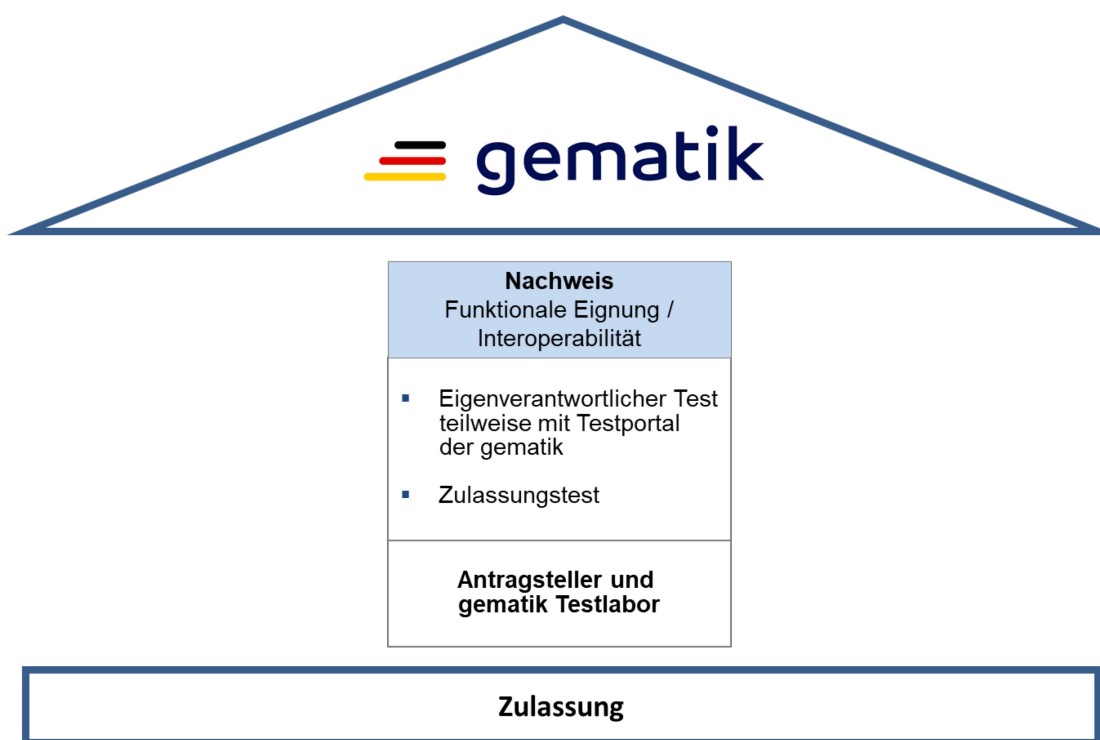 gematik
Nachweis
Funktionale Eignung /
Interoperabilität
▪ Eigenverantwortlicher Test
teilweise mit Testportal
der gematik
▪ Zulassungstest
Antragsteller und
gematik Testlabor
Zulassung